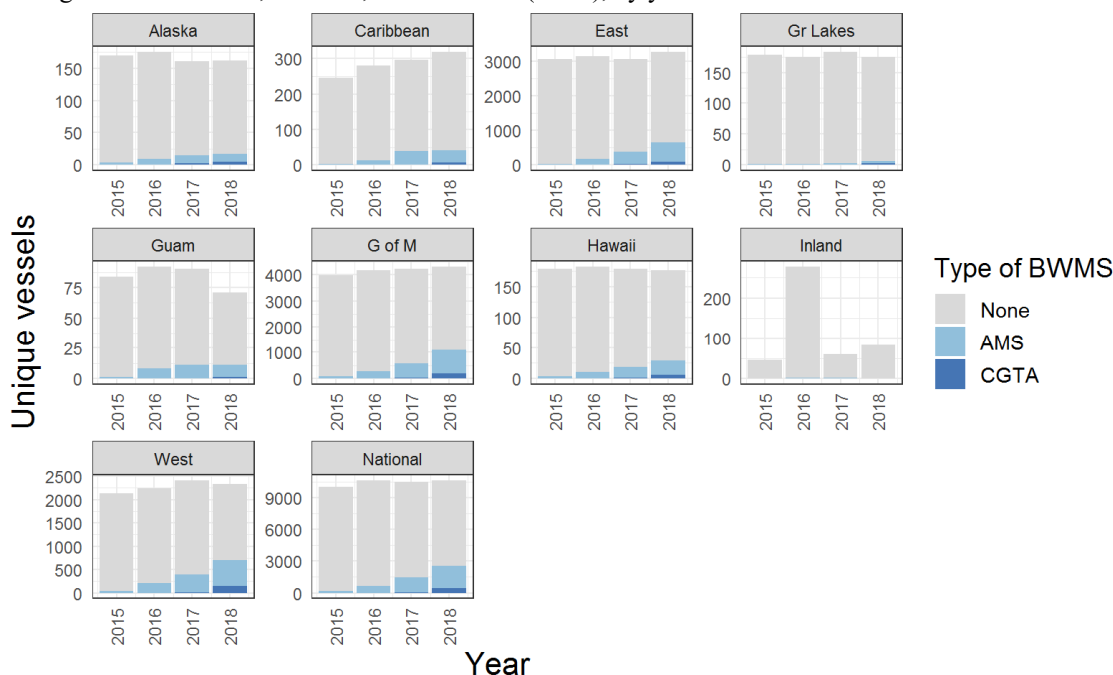 Alaska
Caribbean
East
Gr Lakes
150
100
50
0
300
200
100
0
3000
2000
1000
0
150
100
50
0
2015 2016 2017 2018
2015 2016 2017 2018
2015 2016 2017 2018
2015 2016 2017 2018
Guam
G of M
Hawaii
Inland
75
50
25
0
4000
3000
2000
1000
0
150
100
50
0
200
100
0
2015 2016 2017 2018
2015 2016 2017 2018
2015 2016 2017 2018
2015 2016 2017 2018
West
National
2500
2000
1500
1000
500
0
9000
6000
3000
0
2015 2016 2017 2018
2015 2016 2017 2018
Unique vessels
Year
Type of BWMS
None
AMS
CGTA